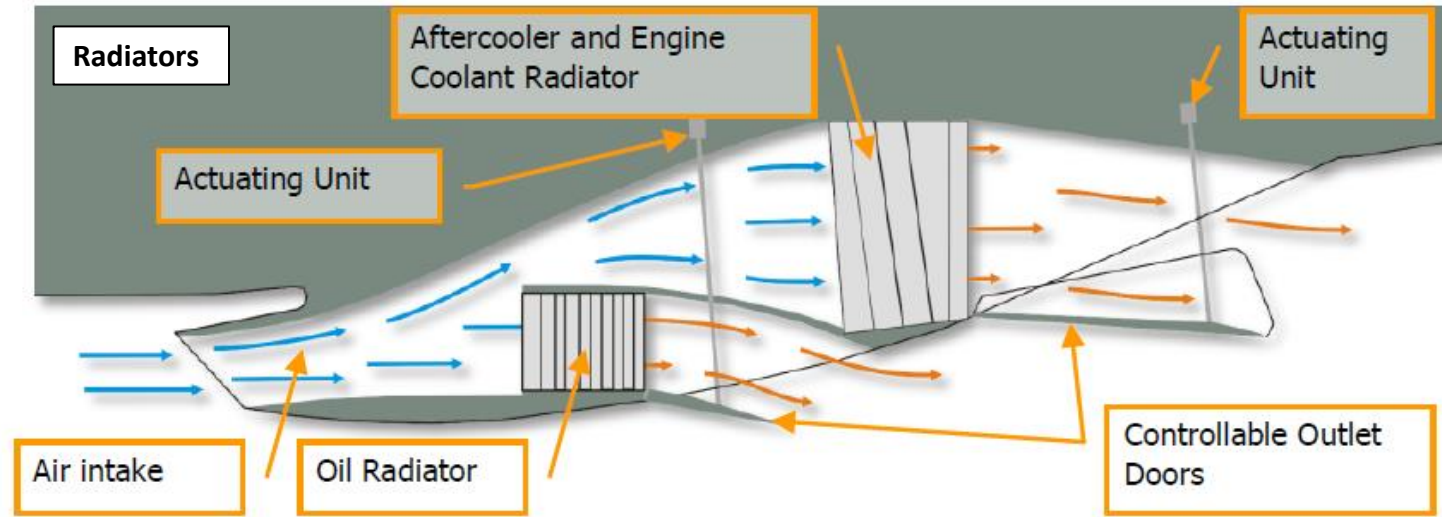 Radiators
Aftercooler and Engine
Coolant Radiator
Actuating
Unit
Actuating Unit
Air intake
Oil Radiator
Controllable Outlet
Doors